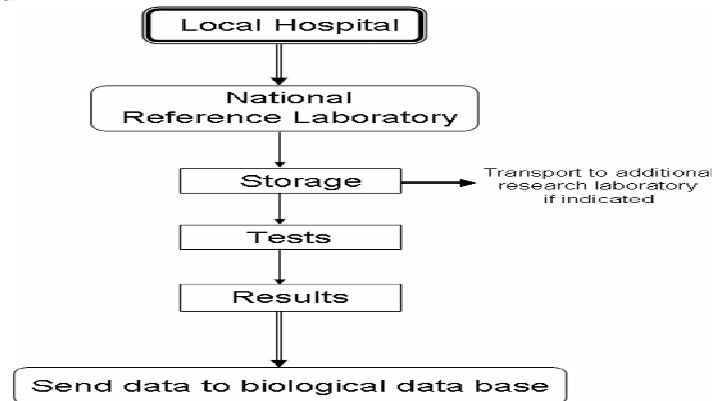 Local Hospital
National
Reference Laboratory
Storage
Transport to additional
research laboratory
if indicated
Tests
Results
Send data to biological data base